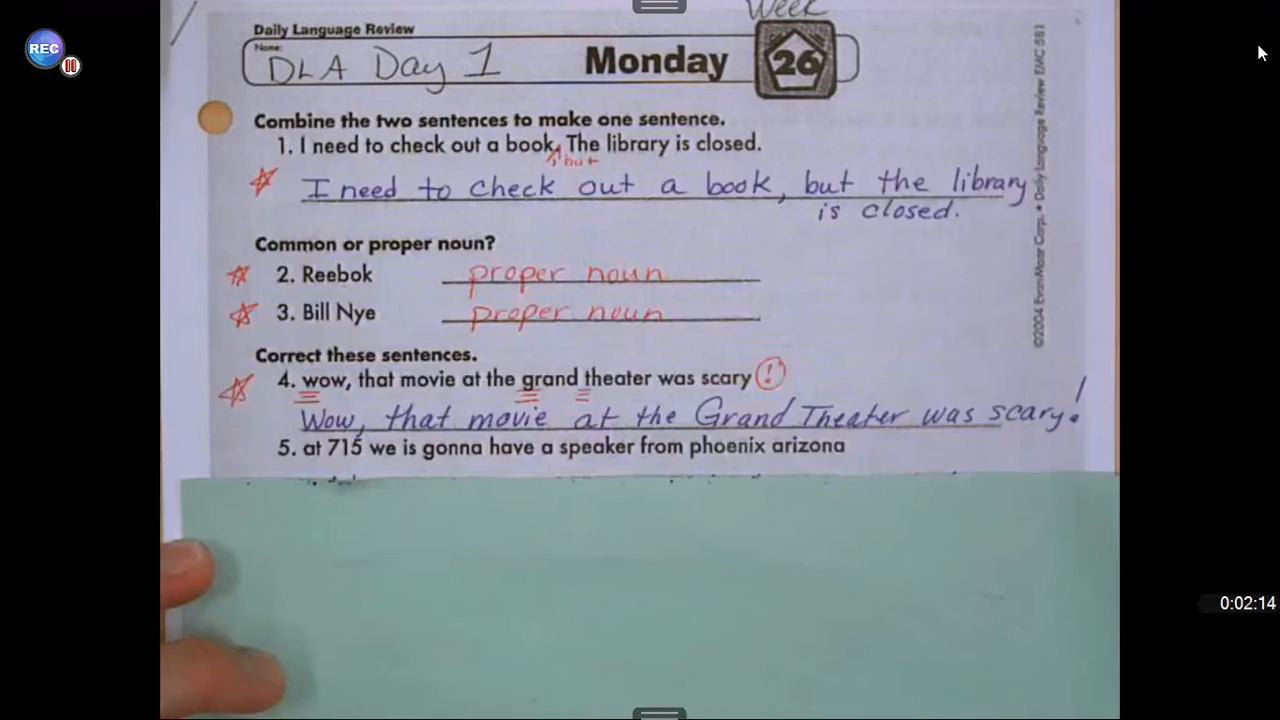 Week
REC
Daily Language Review
Name:
DLA Day 1 Monday 26
Combine the two sentences to make one sentence.
1. I need to check out a book. The library is closed.
, but
I need to check out a book, but the library
is closed.
Common or proper noun?
2. Reebok proper noun
3. Bill Nye proper noun
Correct these sentences.
4. wow, that movie at the grand theater was scary !
Wow, that movie at the Grand Theater was scary!
5. at 715 we is gonna have a speaker from phoenix arizona
©2004 Evan-Moor Corp. • Daily Language Review EMC 581
0:02:14